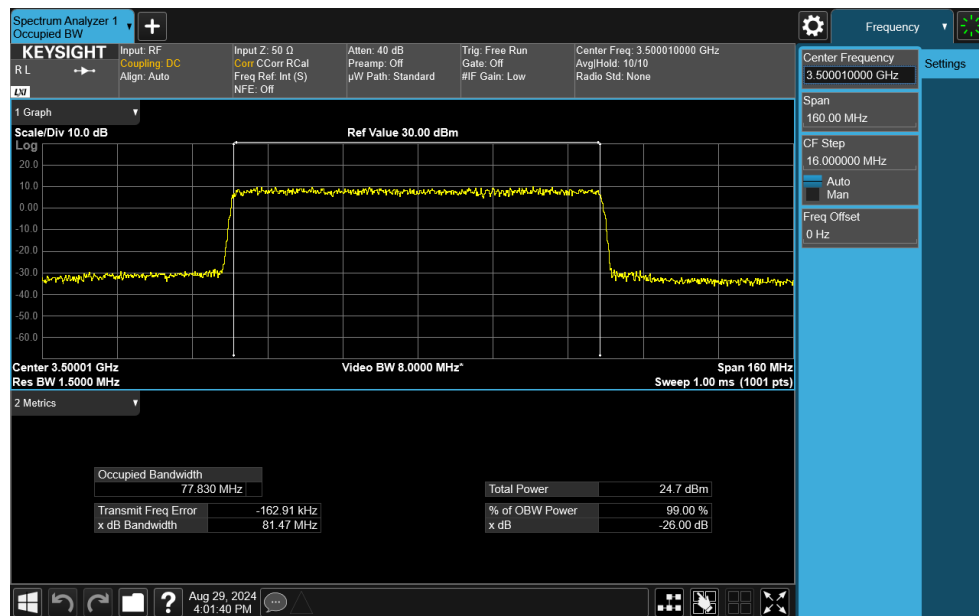 Spectrum Analyzer 1
Occupied BW
+
Frequency
KEYSIGHT
R L
LXI
Input: RF
Coupling: DC
Align: Auto
Input Z: 50 Ω
Corr CCorr RCal
Freq Ref: Int (S)
NFE: Off
Atten: 40 dB
Preamp: Off
µW Path: Standard
Trig: Free Run
Gate: Off
#IF Gain: Low
Center Freq: 3.500010000 GHz
Avg|Hold: 10/10
Radio Std: None
Center Frequency
3.500010000 GHz
Settings
Span
160.00 MHz
CF Step
16.000000 MHz
Auto
Man
Freq Offset
0 Hz
1 Graph
Scale/Div 10.0 dB
Ref Value 30.00 dBm
Log
20.0
10.0
0.00
-10.0
-20.0
-30.0
-40.0
-50.0
-60.0
Center 3.50001 GHz
Video BW 8.0000 MHz*
Span 160 MHz
Res BW 1.5000 MHz
Sweep 1.00 ms (1001 pts)
2 Metrics
Occupied Bandwidth
77.830 MHz
Total Power 24.7 dBm
Transmit Freq Error -162.91 kHz
% of OBW Power 99.00 %
x dB Bandwidth 81.47 MHz
x dB -26.00 dB
?
Aug 29, 2024
4:01:40 PM